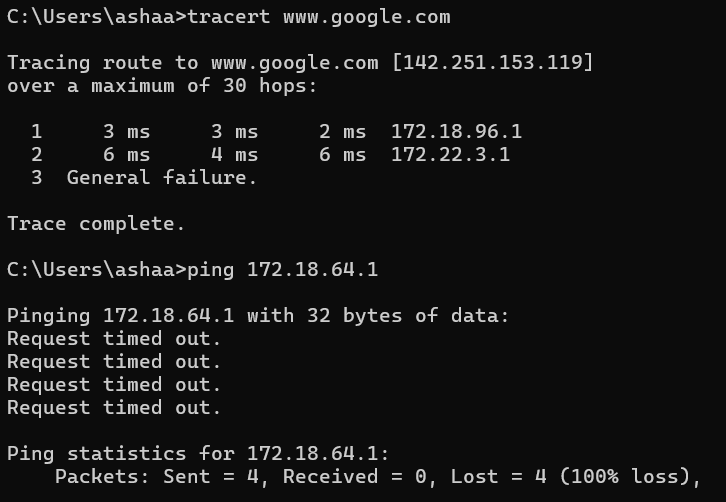 C:\Users\ashaa>tracert www.google.com
Tracing route to www.google.com [142.251.153.119]
over a maximum of 30 hops:
1 3 ms 3 ms 2 ms 172.18.96.1
2 6 ms 4 ms 6 ms 172.22.3.1
3 General failure.
Trace complete.
C:\Users\ashaa>ping 172.18.64.1
Pinging 172.18.64.1 with 32 bytes of data:
Request timed out.
Request timed out.
Request timed out.
Request timed out.
Ping statistics for 172.18.64.1:
Packets: Sent = 4, Received = 0, Lost = 4 (100% loss),